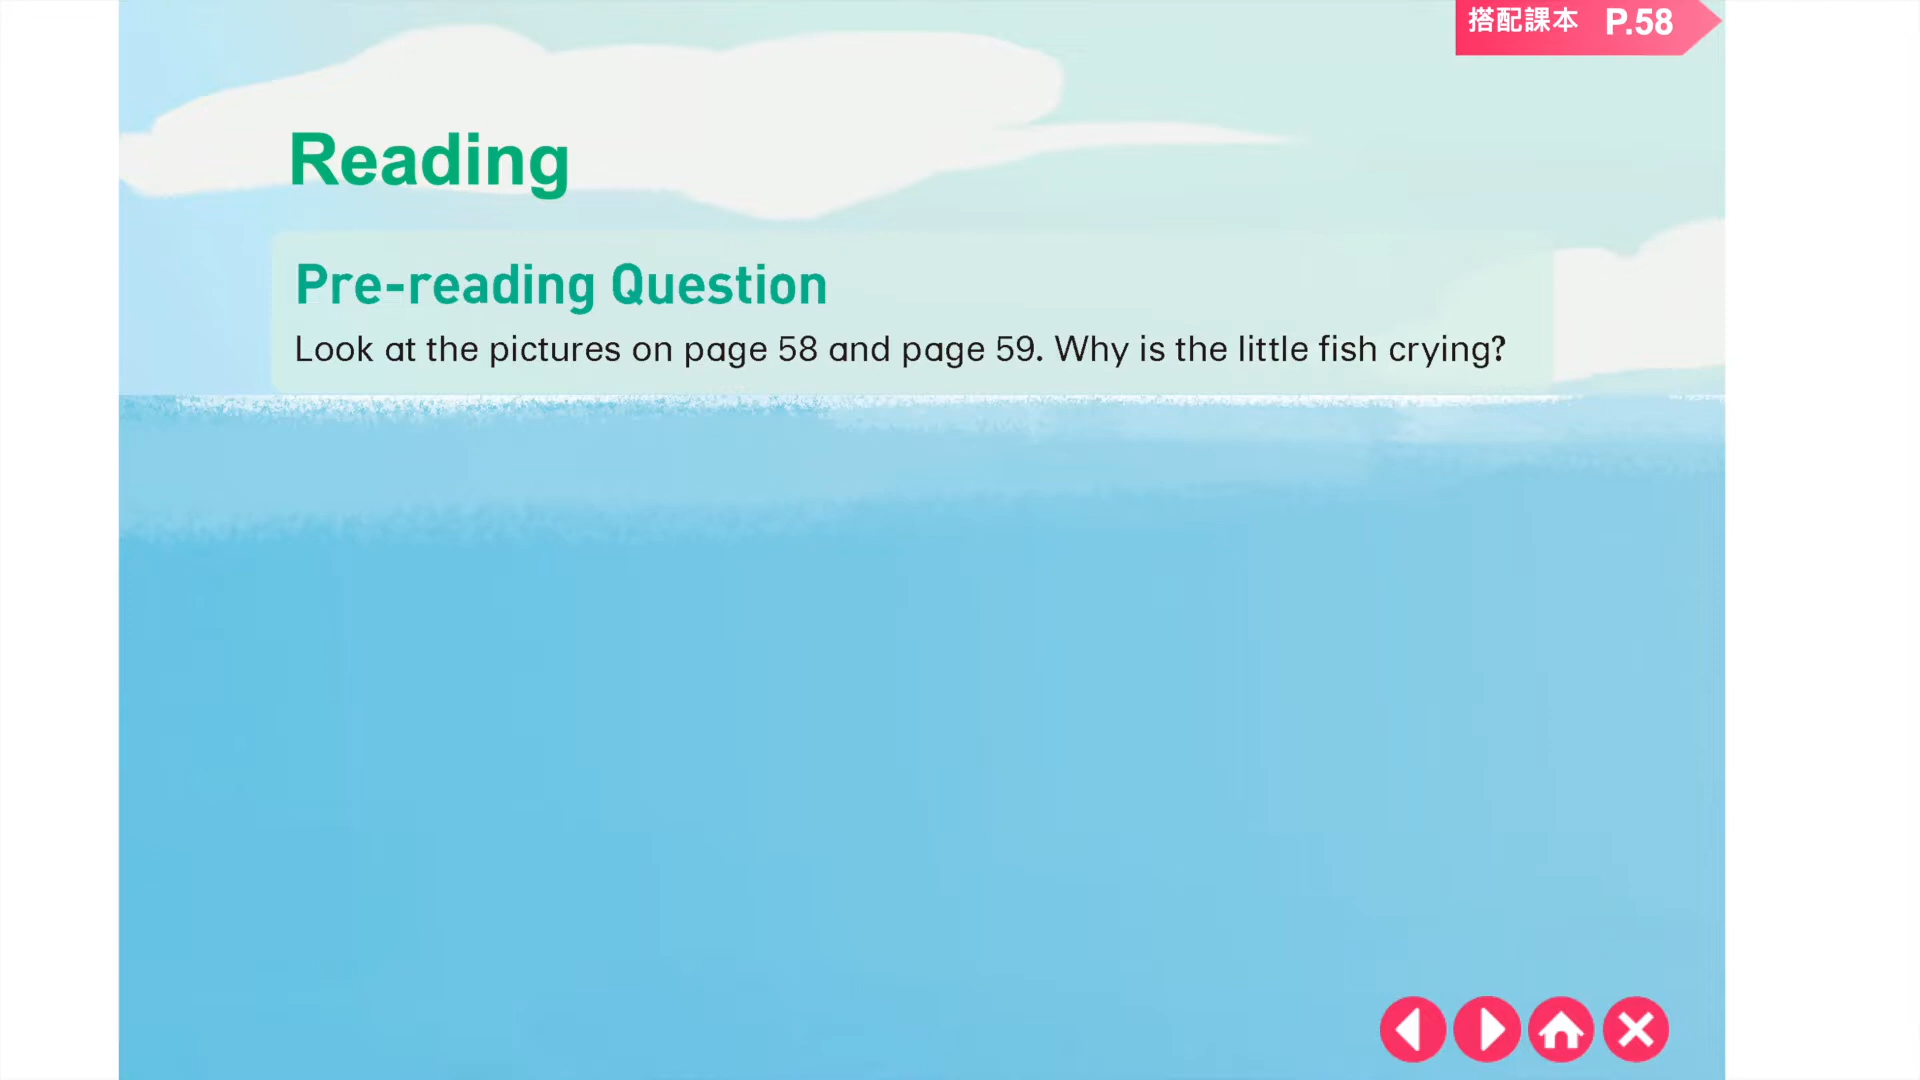 搭配課本 P.58
Reading
Pre-reading Question
Look at the pictures on page 58 and page 59. Why is the little fish crying?